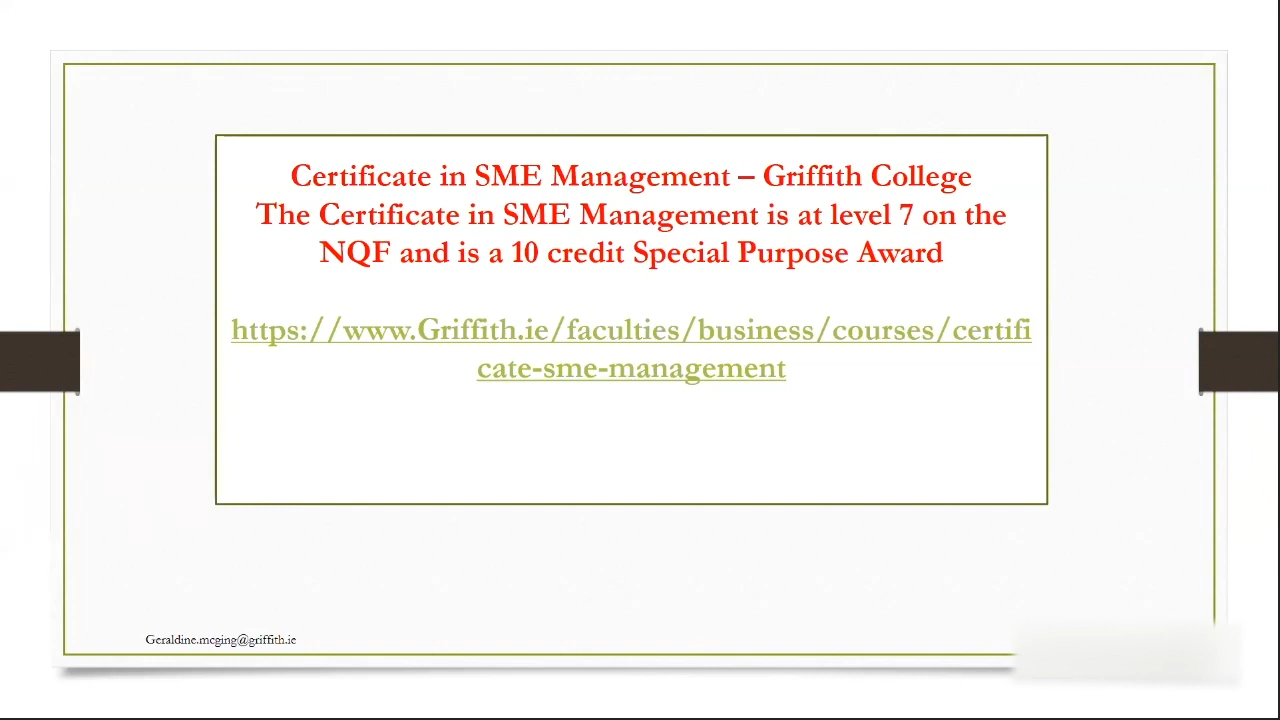 Certificate in SME Management – Griffith College
The Certificate in SME Management is at level 7 on the
NQF and is a 10 credit Special Purpose Award
https://www.Griffith.ie/faculties/business/courses/certifi
cate-sme-management
Geraldine.mcging@griffith.ie